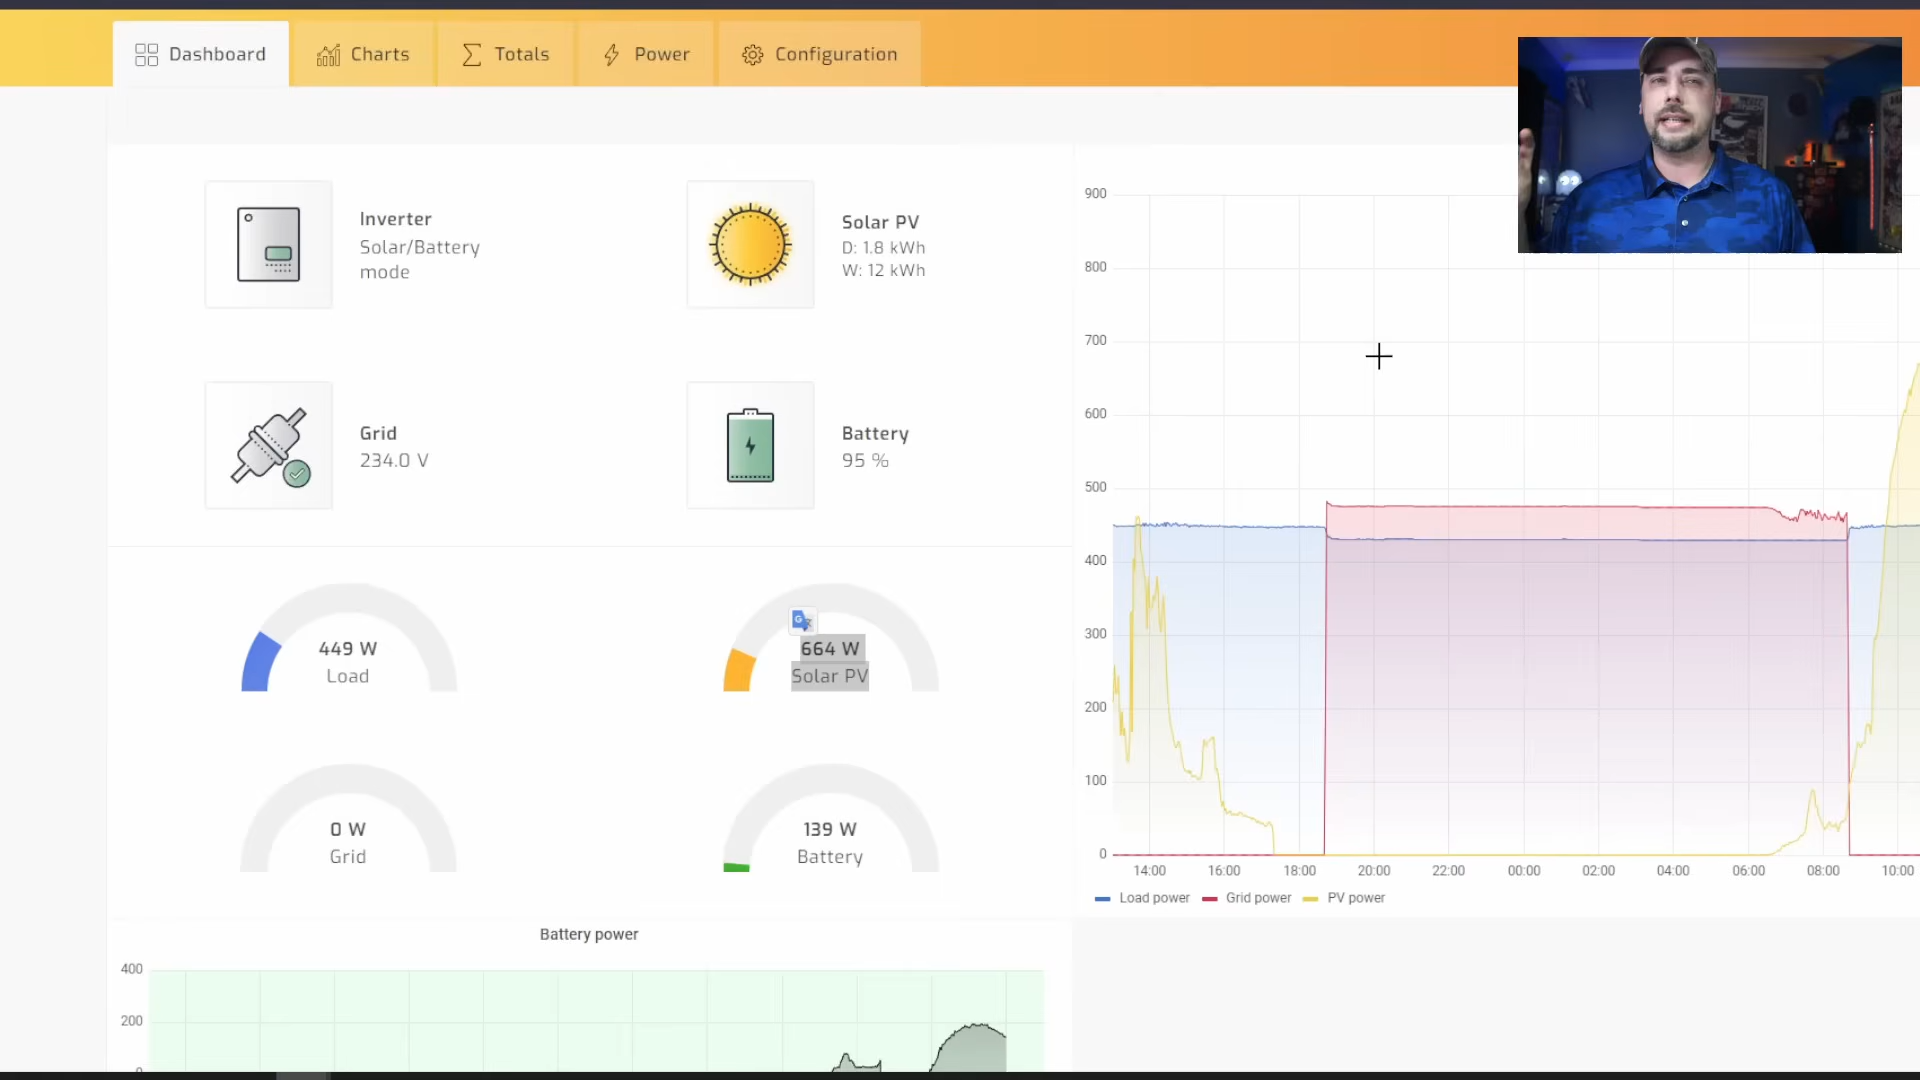 Dashboard
Charts
Totals
Power
Configuration
Inverter
Solar/Battery
mode
Solar PV
D: 1.8 kWh
W: 12 kWh
Grid
234.0 V
Battery
95 %
449 W
Load
664 W
Solar PV
0 W
Grid
139 W
Battery
900
800
700
600
500
400
300
200
100
0
14:00
16:00
18:00
20:00
22:00
00:00
02:00
04:00
06:00
08:00
10:00
Load power
Grid power
PV power
Battery power
400
200